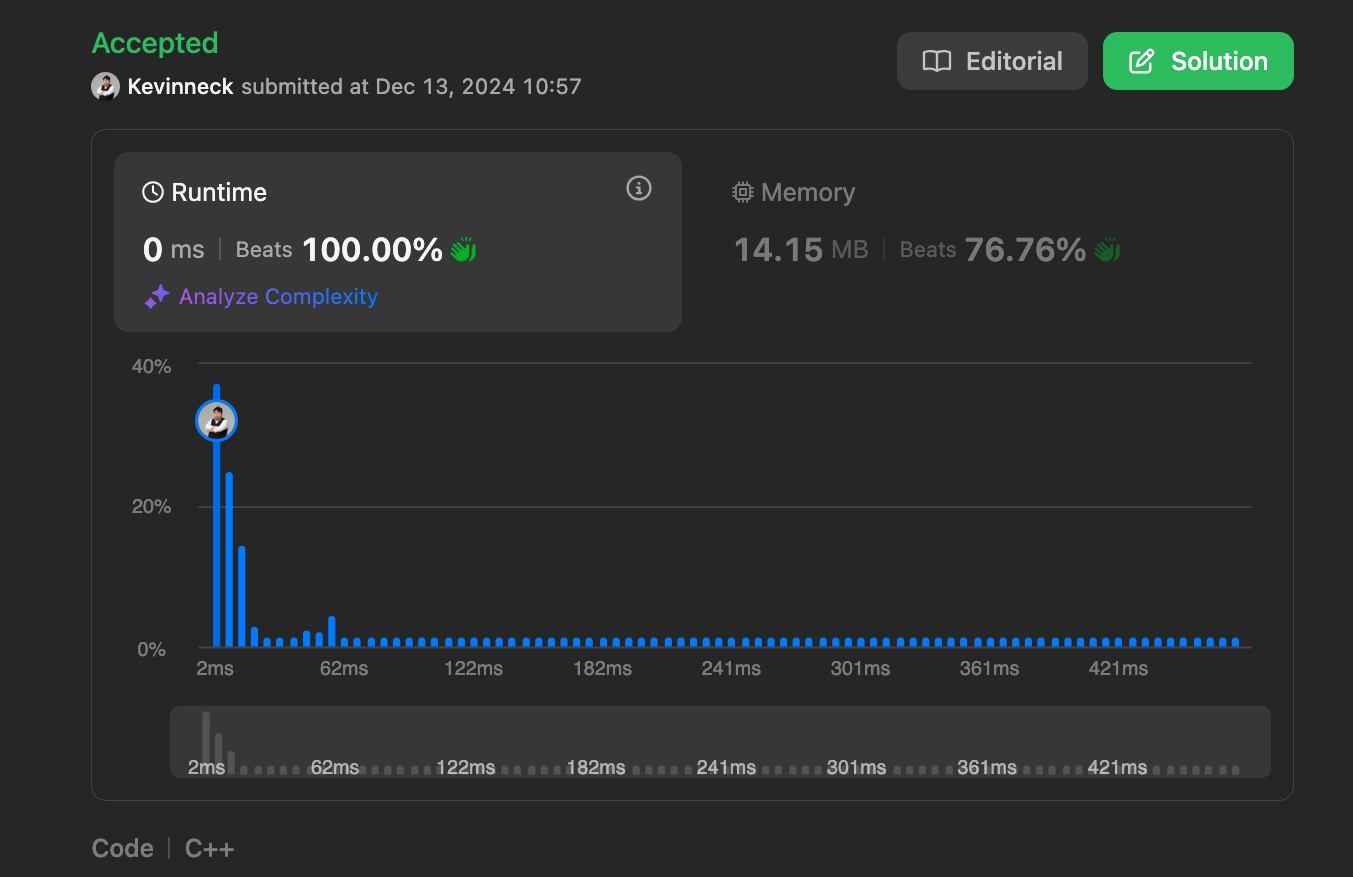 Accepted
Kevinneck submitted at Dec 13, 2024 10:57
Editorial
Solution
Runtime
0 ms | Beats 100.00%
Analyze Complexity
Memory
14.15 MB | Beats 76.76%
40%
20%
0%
2ms 62ms 122ms 182ms 241ms 301ms 361ms 421ms
2ms 62ms 122ms 182ms 241ms 301ms 361ms 421ms
Code | C++